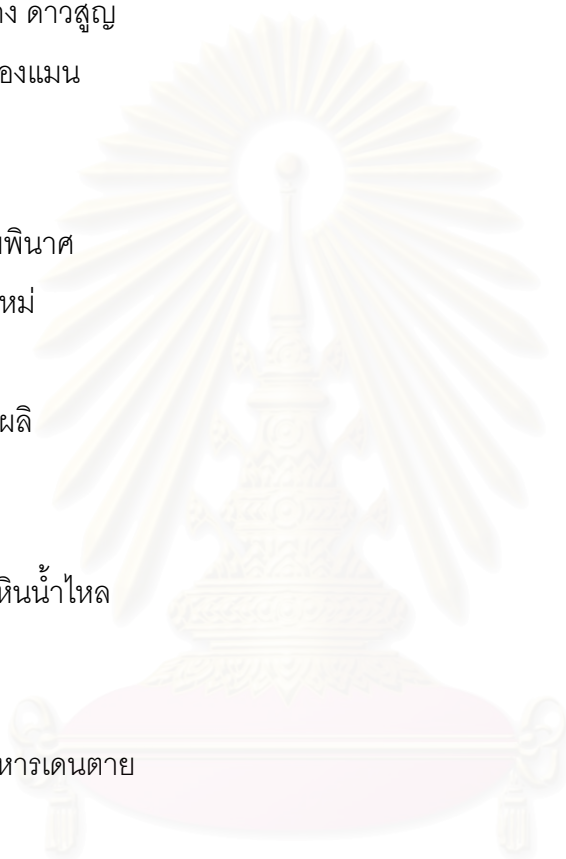 ง ดาวสูญ
องแมน
พินาศ
หม่
ผลิ
หินน้ำไหล
หารเดนตาย